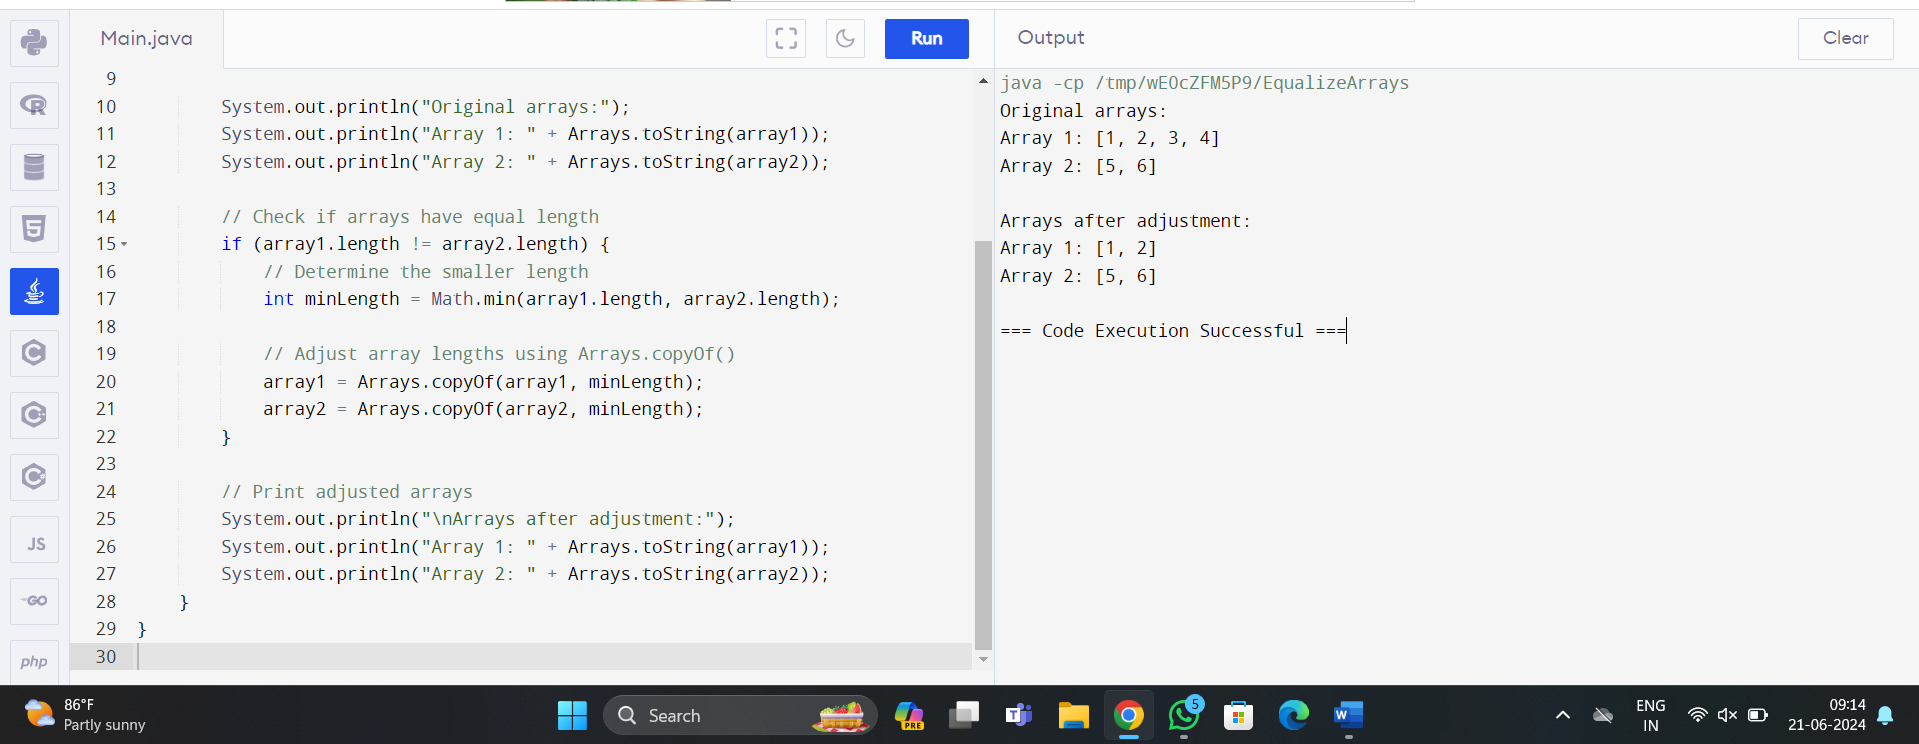 Main.java
Run
Output
Clear
9
10 System.out.println("Original arrays:");
11 System.out.println("Array 1: " + Arrays.toString(array1));
12 System.out.println("Array 2: " + Arrays.toString(array2));
13
14 // Check if arrays have equal length
15 if (array1.length != array2.length) {
16 // Determine the smaller length
17 int minLength = Math.min(array1.length, array2.length);
18
19 // Adjust array lengths using Arrays.copyOf()
20 array1 = Arrays.copyOf(array1, minLength);
21 array2 = Arrays.copyOf(array2, minLength);
22 }
23
24 // Print adjusted arrays
25 System.out.println("\nArrays after adjustment:");
26 System.out.println("Array 1: " + Arrays.toString(array1));
27 System.out.println("Array 2: " + Arrays.toString(array2));
28 }
29 }
30
java -cp /tmp/wEOcZFM5P9/EqualizeArrays
Original arrays:
Array 1: [1, 2, 3, 4]
Array 2: [5, 6]
Arrays after adjustment:
Array 1: [1, 2]
Array 2: [5, 6]
=== Code Execution Successful ===
JS
GO
php
86°F
Partly sunny
Search
PRE
5
ENG
IN
09:14
21-06-2024